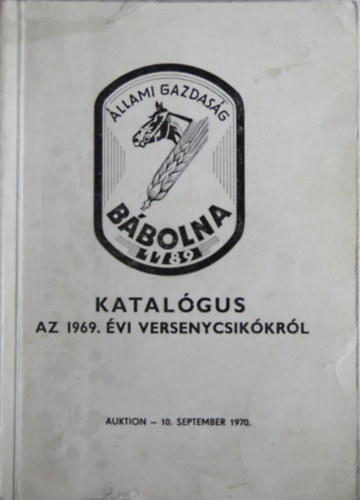 ÁLLAMI GAZDASÁG
BÁBOLNA
1789
KATALÓGUS
AZ 1969. ÉVI VERSENYCSIKÓKRÓL
AUKTION — 10. SEPTEMBER 1970.